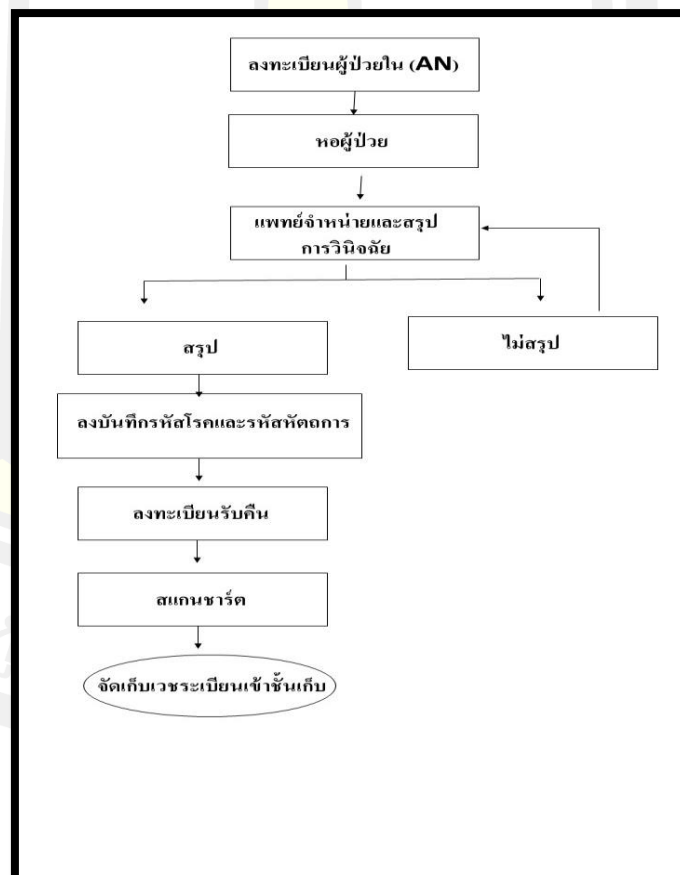 ลงทะเบียนผู้ป่วยใน (AN)
หอผู้ป่วย
แพทย์จำหน่ายและสรุป
การวินิจฉัย
สรุป
ไม่สรุป
ลงบันทึกรหัสโรคและรหัสหัตถการ
ลงทะเบียนรับคืน
สแกนชาร์ต
จัดเก็บเวชระเบียนเข้าชั้นเก็บ